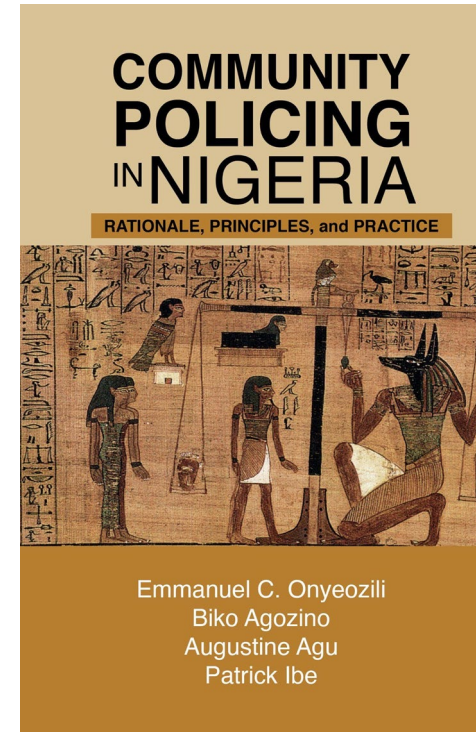 COMMUNITY
POLICING
IN NIGERIA
RATIONALE, PRINCIPLES, and PRACTICE
Emmanuel C. Onyeozili
Biko Agozino
Augustine Agu
Patrick Ibe